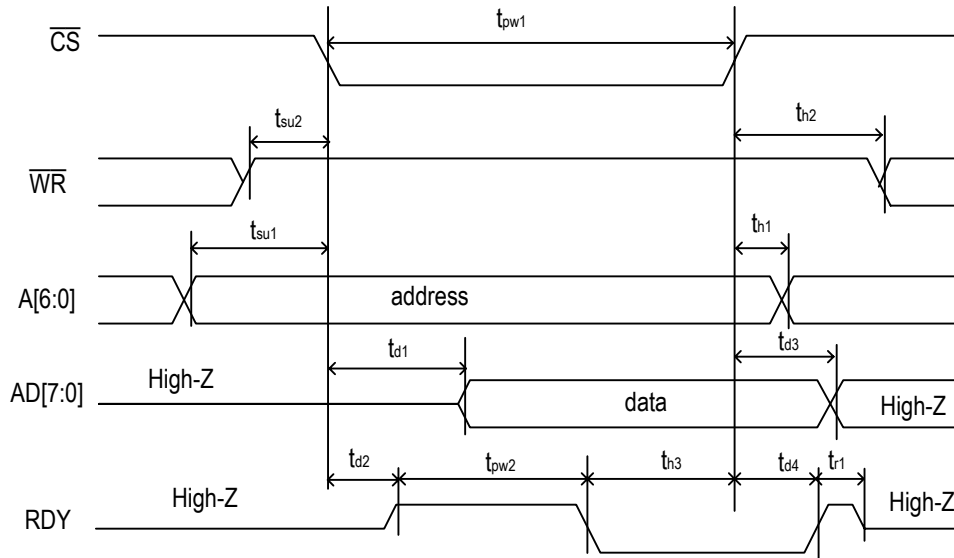 CS
tpw1
tsu2
th2
WR
tsu1
th1
A[6:0]
address
td1
td3
AD[7:0]
High-Z
data
High-Z
td2
tpw2
th3
td4
tr1
RDY
High-Z
High-Z